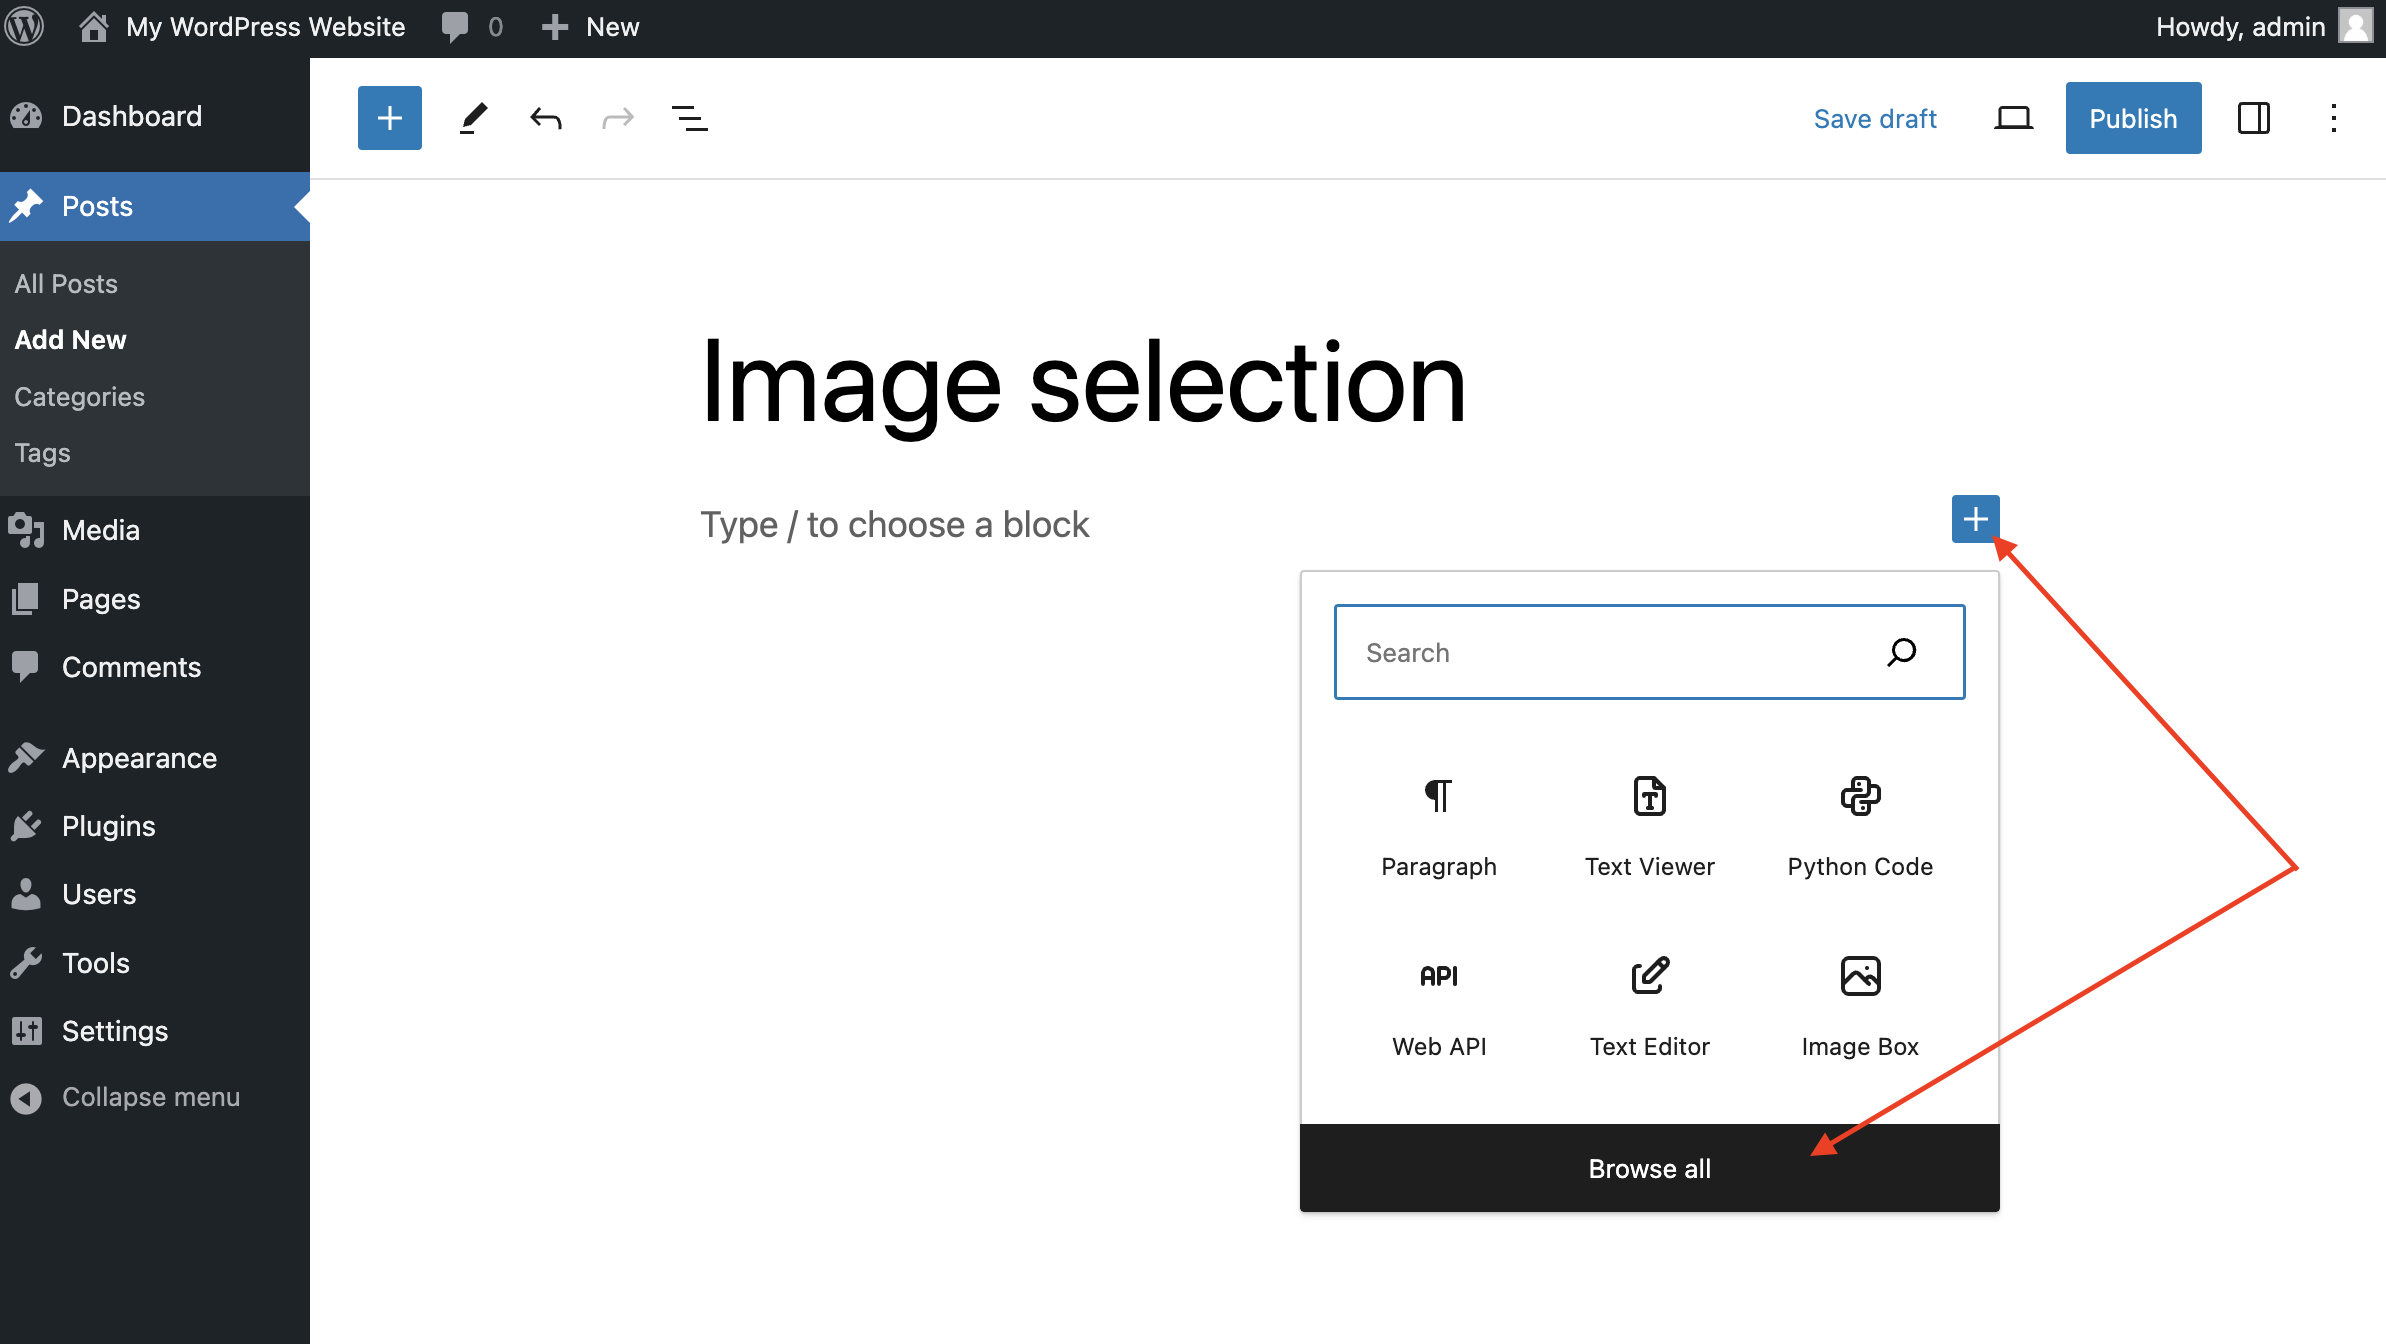 My WordPress Website 0 New Howdy, admin
Dashboard
Posts
All Posts
Add New
Categories
Tags
Media
Pages
Comments
Appearance
Plugins
Users
Tools
Settings
Collapse menu
Save draft Publish
Image selection
Type / to choose a block
Search
Paragraph Text Viewer Python Code
API
Web API Text Editor Image Box
Browse all